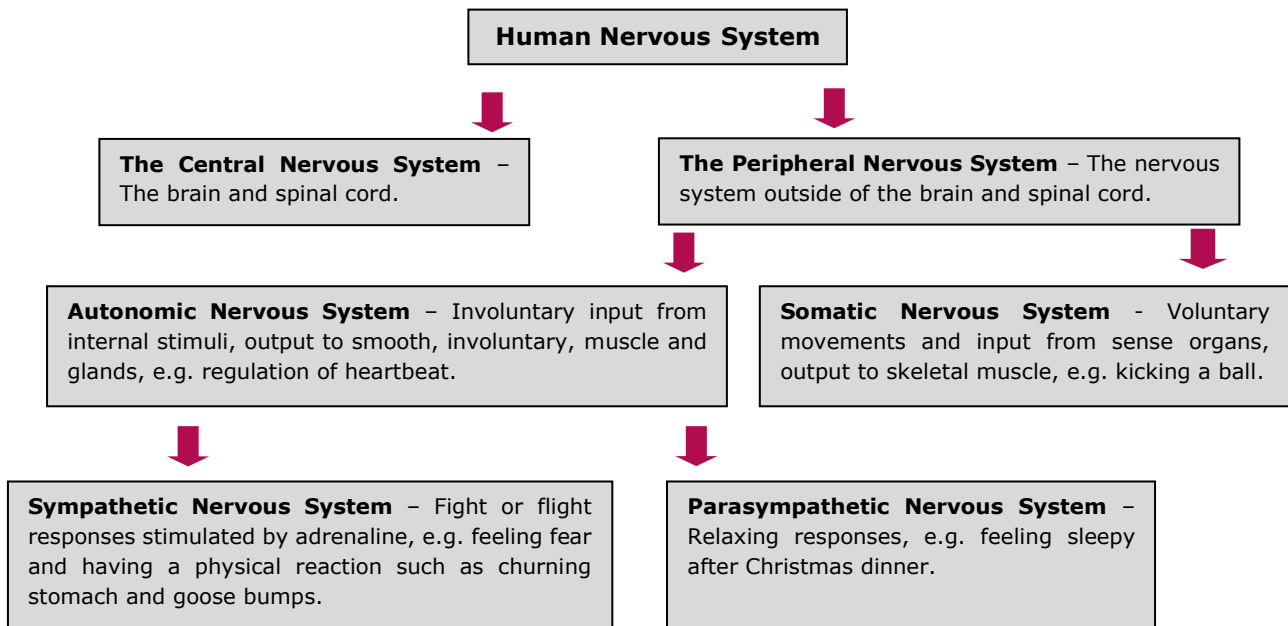 Human Nervous System
The Central Nervous System –
The brain and spinal cord.
The Peripheral Nervous System – The nervous
system outside of the brain and spinal cord.
Autonomic Nervous System – Involuntary input from
internal stimuli, output to smooth, involuntary, muscle and
glands, e.g. regulation of heartbeat.
Somatic Nervous System - Voluntary
movements and input from sense organs,
output to skeletal muscle, e.g. kicking a ball.
Sympathetic Nervous System – Fight or flight
responses stimulated by adrenaline, e.g. feeling fear
and having a physical reaction such as churning
stomach and goose bumps.
Parasympathetic Nervous System –
Relaxing responses, e.g. feeling sleepy
after Christmas dinner.